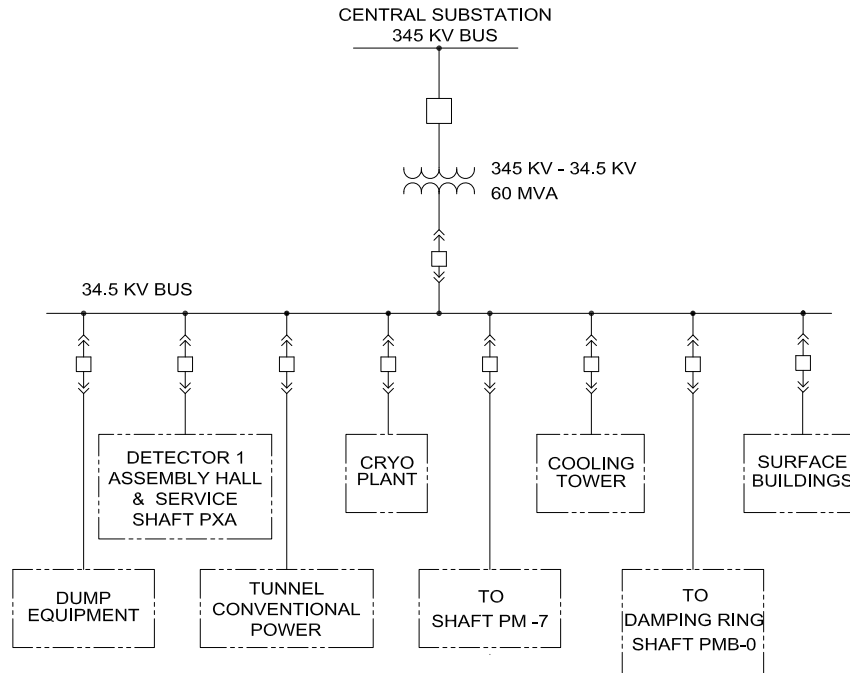 CENTRAL SUBSTATION
345 KV BUS
345 KV - 34.5 KV
60 MVA
34.5 KV BUS
DETECTOR 1
ASSEMBLY HALL
& SERVICE
SHAFT PXA
CRYO
PLANT
COOLING
TOWER
SURFACE
BUILDINGS
DUMP
EQUIPMENT
TUNNEL
CONVENTIONAL
POWER
TO
SHAFT PM -7
TO
DAMPING RING
SHAFT PMB-0